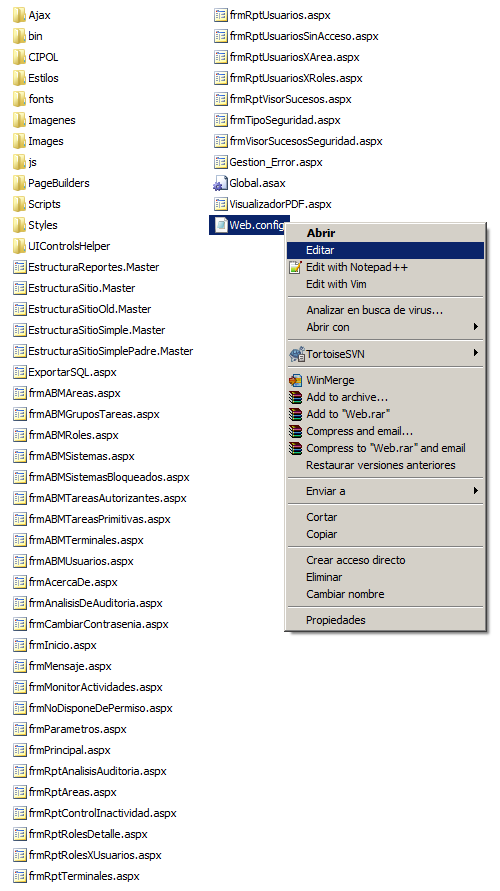 Ajax
bin
CIPOL
Estilos
fonts
Imagenes
Images
js
PageBuilders
Scripts
Styles
UIControlsHelper
EstructuraReportes.Master
EstructuraSitio.Master
EstructuraSitioOld.Master
EstructuraSitioSimple.Master
EstructuraSitioSimplePadre.Master
ExportarSQL.aspx
frmABMAreas.aspx
frmABMGruposTareas.aspx
frmABMRoles.aspx
frmABMSistemas.aspx
frmABMSistemasBloqueados.aspx
frmABMTareasAutorizantes.aspx
frmABMTareasPrimitivas.aspx
frmABMTerminales.aspx
frmABMUsuarios.aspx
frmAcercaDe.aspx
frmAnalisisDeAuditoria.aspx
frmCambiarContrasenia.aspx
frmInicio.aspx
frmMensaje.aspx
frmMonitorActividades.aspx
frmNoDisponeDePermiso.aspx
frmParametros.aspx
frmPrincipal.aspx
frmRptAnalisisAuditoria.aspx
frmRptAreas.aspx
frmRptControlInactividad.aspx
frmRptRolesDetalle.aspx
frmRptRolesXUsuarios.aspx
frmRptTerminales.aspx
frmRptUsuarios.aspx
frmRptUsuariosSinAcceso.aspx
frmRptUsuariosXArea.aspx
frmRptUsuariosXRoles.aspx
frmRptVisorSucesos.aspx
frmTipoSeguridad.aspx
frmVisorSucesosSeguridad.aspx
Gestion_Error.aspx
Global.asax
VisualizadorPDF.aspx
Web.config
Abrir
Editar
Edit with Notepad++
Edit with Vim
Analizar en busca de virus...
Abrir con
TortoiseSVN
WinMerge
Add to archive...
Add to "Web.rar"
Compress and email...
Compress to "Web.rar" and email
Restaurar versiones anteriores
Enviar a
Cortar
Copiar
Crear acceso directo
Eliminar
Cambiar nombre
Propiedades